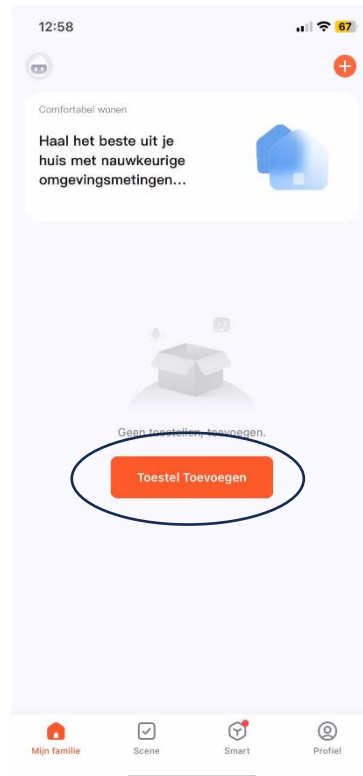 12:58
67
Comfortabel wonen
Haal het beste uit je
huis met nauwkeurige
omgevingsmetingen...
Geen toestellen, toevoegen.
Toestel Toevoegen
Mijn familie
Scene
Smart
Profiel